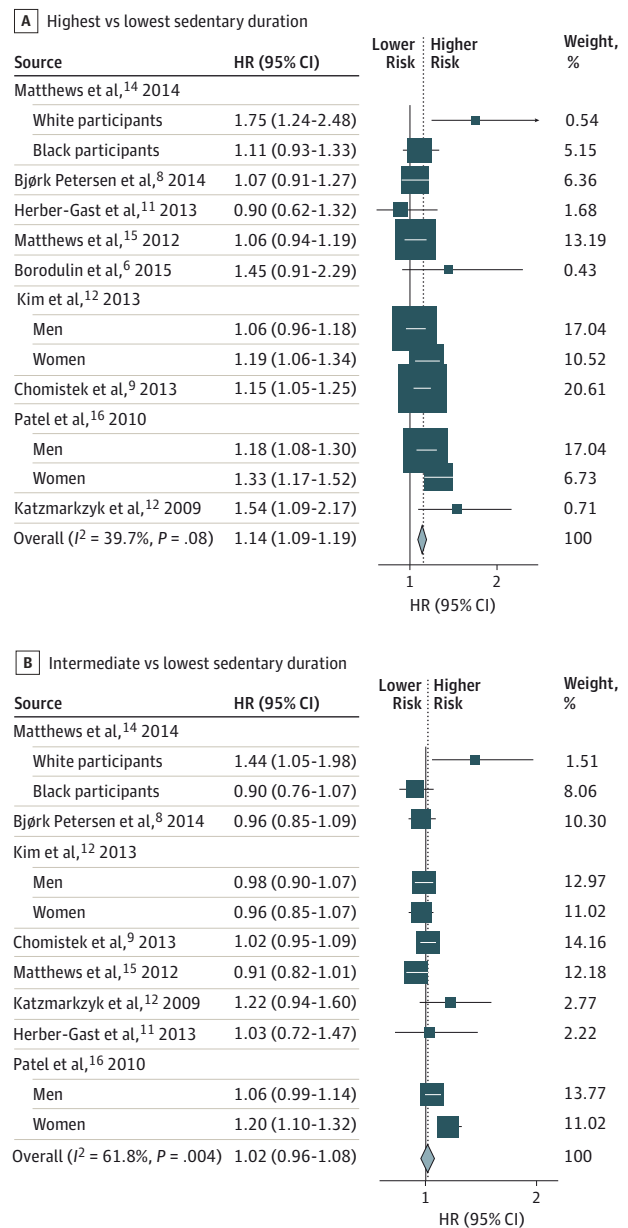 A Highest vs lowest sedentary duration
Lower Risk Higher Risk
Source HR (95% CI) Weight, %
Matthews et al,14 2014
White participants 1.75 (1.24-2.48) 0.54
Black participants 1.11 (0.93-1.33) 5.15
Bjørk Petersen et al,8 2014 1.07 (0.91-1.27) 6.36
Herber-Gast et al,11 2013 0.90 (0.62-1.32) 1.68
Matthews et al,15 2012 1.06 (0.94-1.19) 13.19
Borodulin et al,6 2015 1.45 (0.91-2.29) 0.43
Kim et al,12 2013
Men 1.06 (0.96-1.18) 17.04
Women 1.19 (1.06-1.34) 10.52
Chomistek et al,9 2013 1.15 (1.05-1.25) 20.61
Patel et al,16 2010
Men 1.18 (1.08-1.30) 17.04
Women 1.33 (1.17-1.52) 6.73
Katzmarkzyk et al,12 2009 1.54 (1.09-2.17) 0.71
Overall (I2 = 39.7%, P = .08) 1.14 (1.09-1.19) 100
1 2
HR (95% CI)
B Intermediate vs lowest sedentary duration
Lower Risk Higher Risk
Source HR (95% CI) Weight, %
Matthews et al,14 2014
White participants 1.44 (1.05-1.98) 1.51
Black participants 0.90 (0.76-1.07) 8.06
Bjørk Petersen et al,8 2014 0.96 (0.85-1.09) 10.30
Kim et al,12 2013
Men 0.98 (0.90-1.07) 12.97
Women 0.96 (0.85-1.07) 11.02
Chomistek et al,9 2013 1.02 (0.95-1.09) 14.16
Matthews et al,15 2012 0.91 (0.82-1.01) 12.18
Katzmarkzyk et al,12 2009 1.22 (0.94-1.60) 2.77
Herber-Gast et al,11 2013 1.03 (0.72-1.47) 2.22
Patel et al,16 2010
Men 1.06 (0.99-1.14) 13.77
Women 1.20 (1.10-1.32) 11.02
Overall (I2 = 61.8%, P = .004) 1.02 (0.96-1.08) 100
1 2
HR (95% CI)